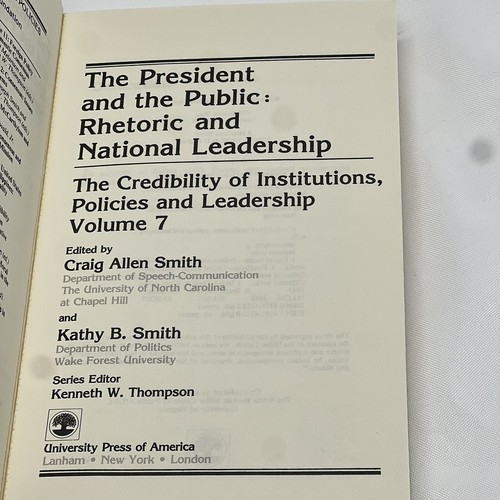 The President
and the Public:
Rhetoric and
National Leadership
The Credibility of Institutions,
Policies and Leadership
Volume 7
Edited by
Craig Allen Smith
Department of Speech-Communication
The University of North Carolina
at Chapel Hill
and
Kathy B. Smith
Department of Politics
Wake Forest University
Series Editor
Kenneth W. Thompson
University Press of America
Lanham • New York • London